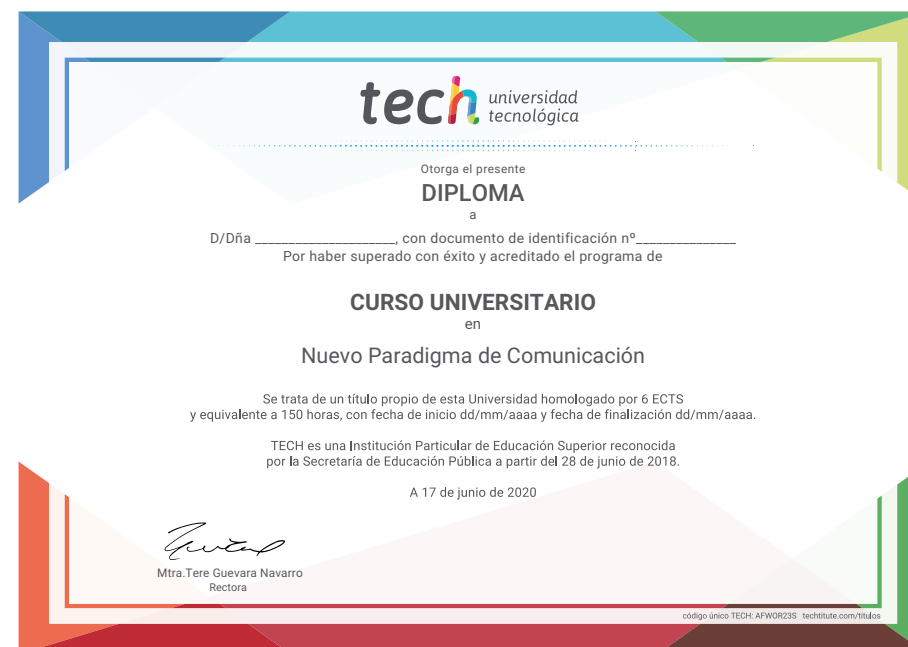 tech universidad
tecnológica
Otorga el presente
DIPLOMA
a
D/Dña _____________________, con documento de identificación nº_______________
Por haber superado con éxito y acreditado el programa de
CURSO UNIVERSITARIO
en
Nuevo Paradigma de Comunicación
Se trata de un título propio de esta Universidad homologado por 6 ECTS
y equivalente a 150 horas, con fecha de inicio dd/mm/aaaa y fecha de finalización dd/mm/aaaa.
TECH es una Institución Particular de Educación Superior reconocida
por la Secretaría de Educación Pública a partir del 28 de junio de 2018.
A 17 de junio de 2020
Mtra.Tere Guevara Navarro
Rectora
código único TECH: AFWOR23S techtitute.com/titulos